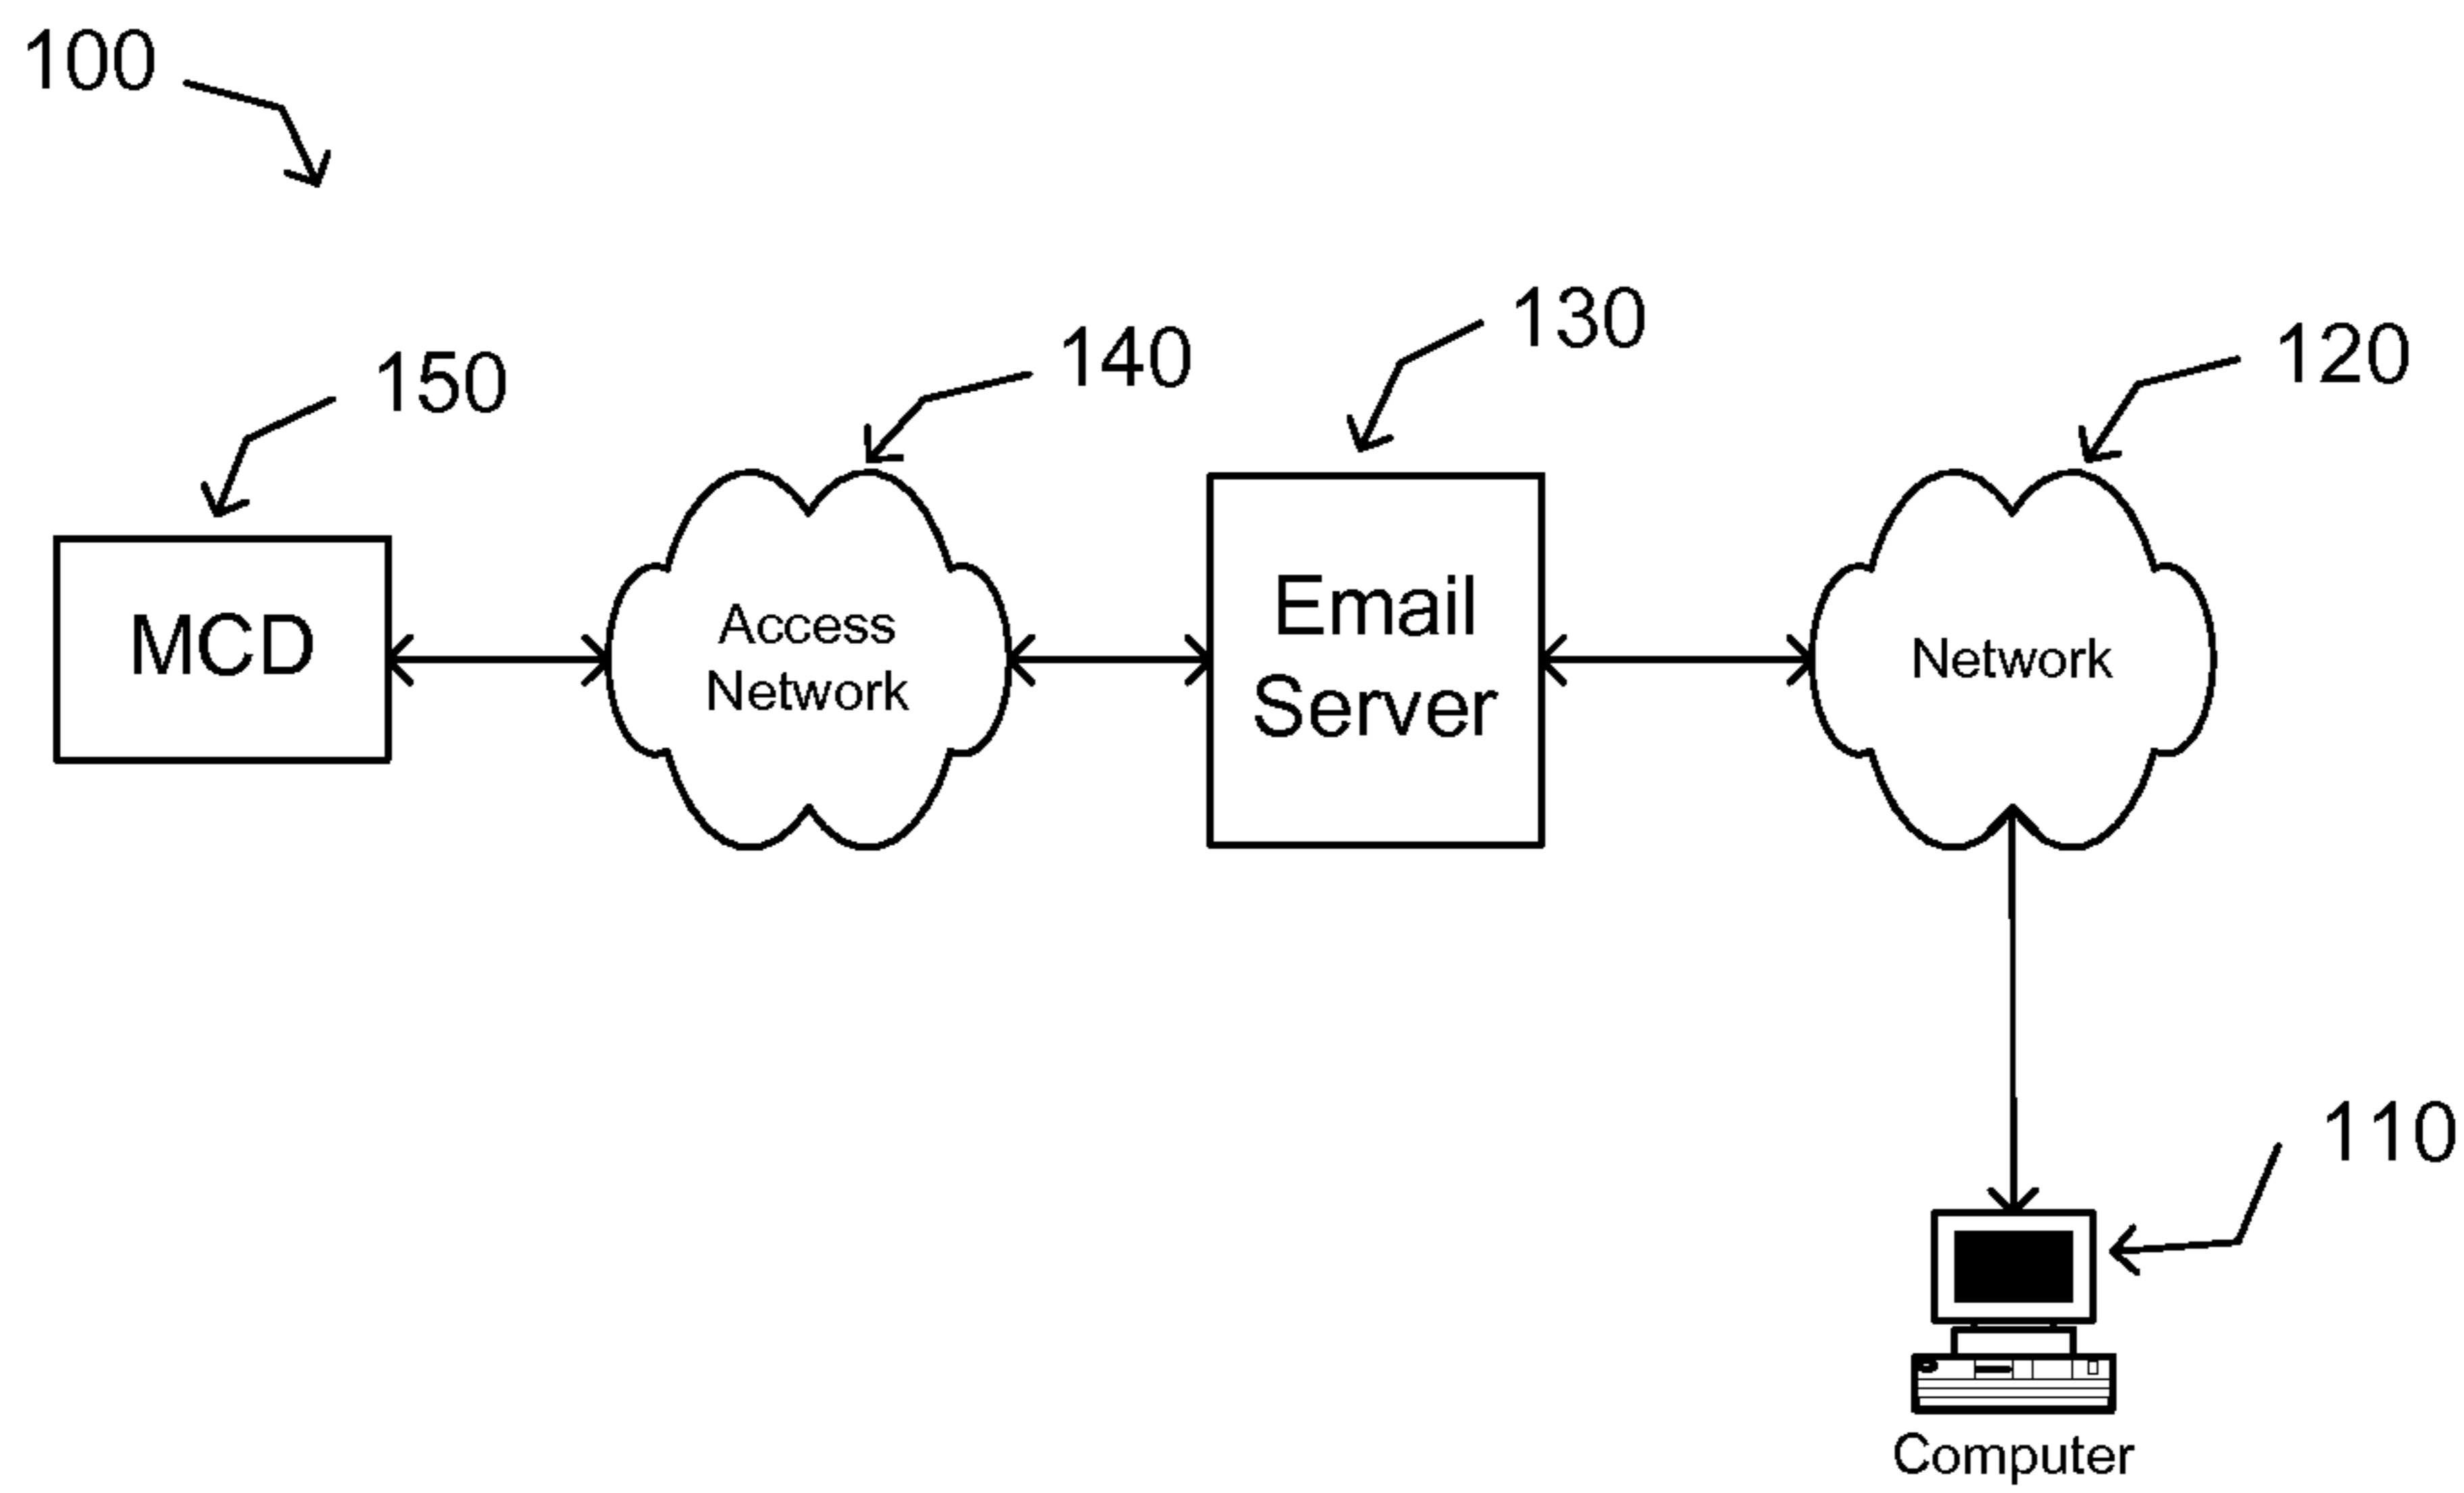 100
150
140
130
120
MCD
Access
Network
Email
Server
Network
110
Computer